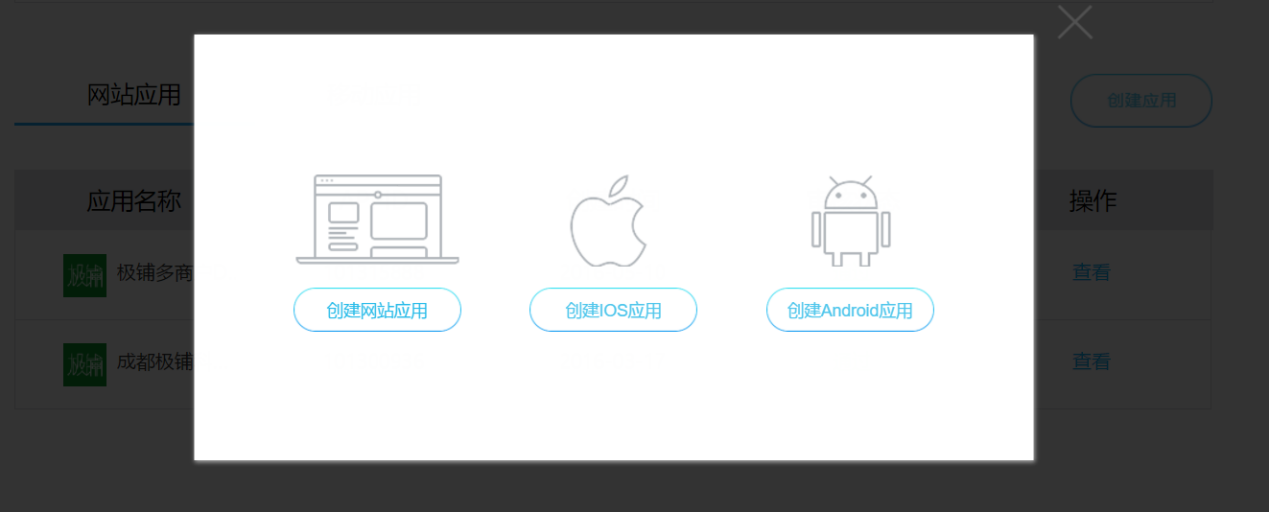 网站应用
创建应用
应用名称
操作
极铺多商
查看
成都极铺
查看
创建网站应用
创建IOS应用
创建Android应用